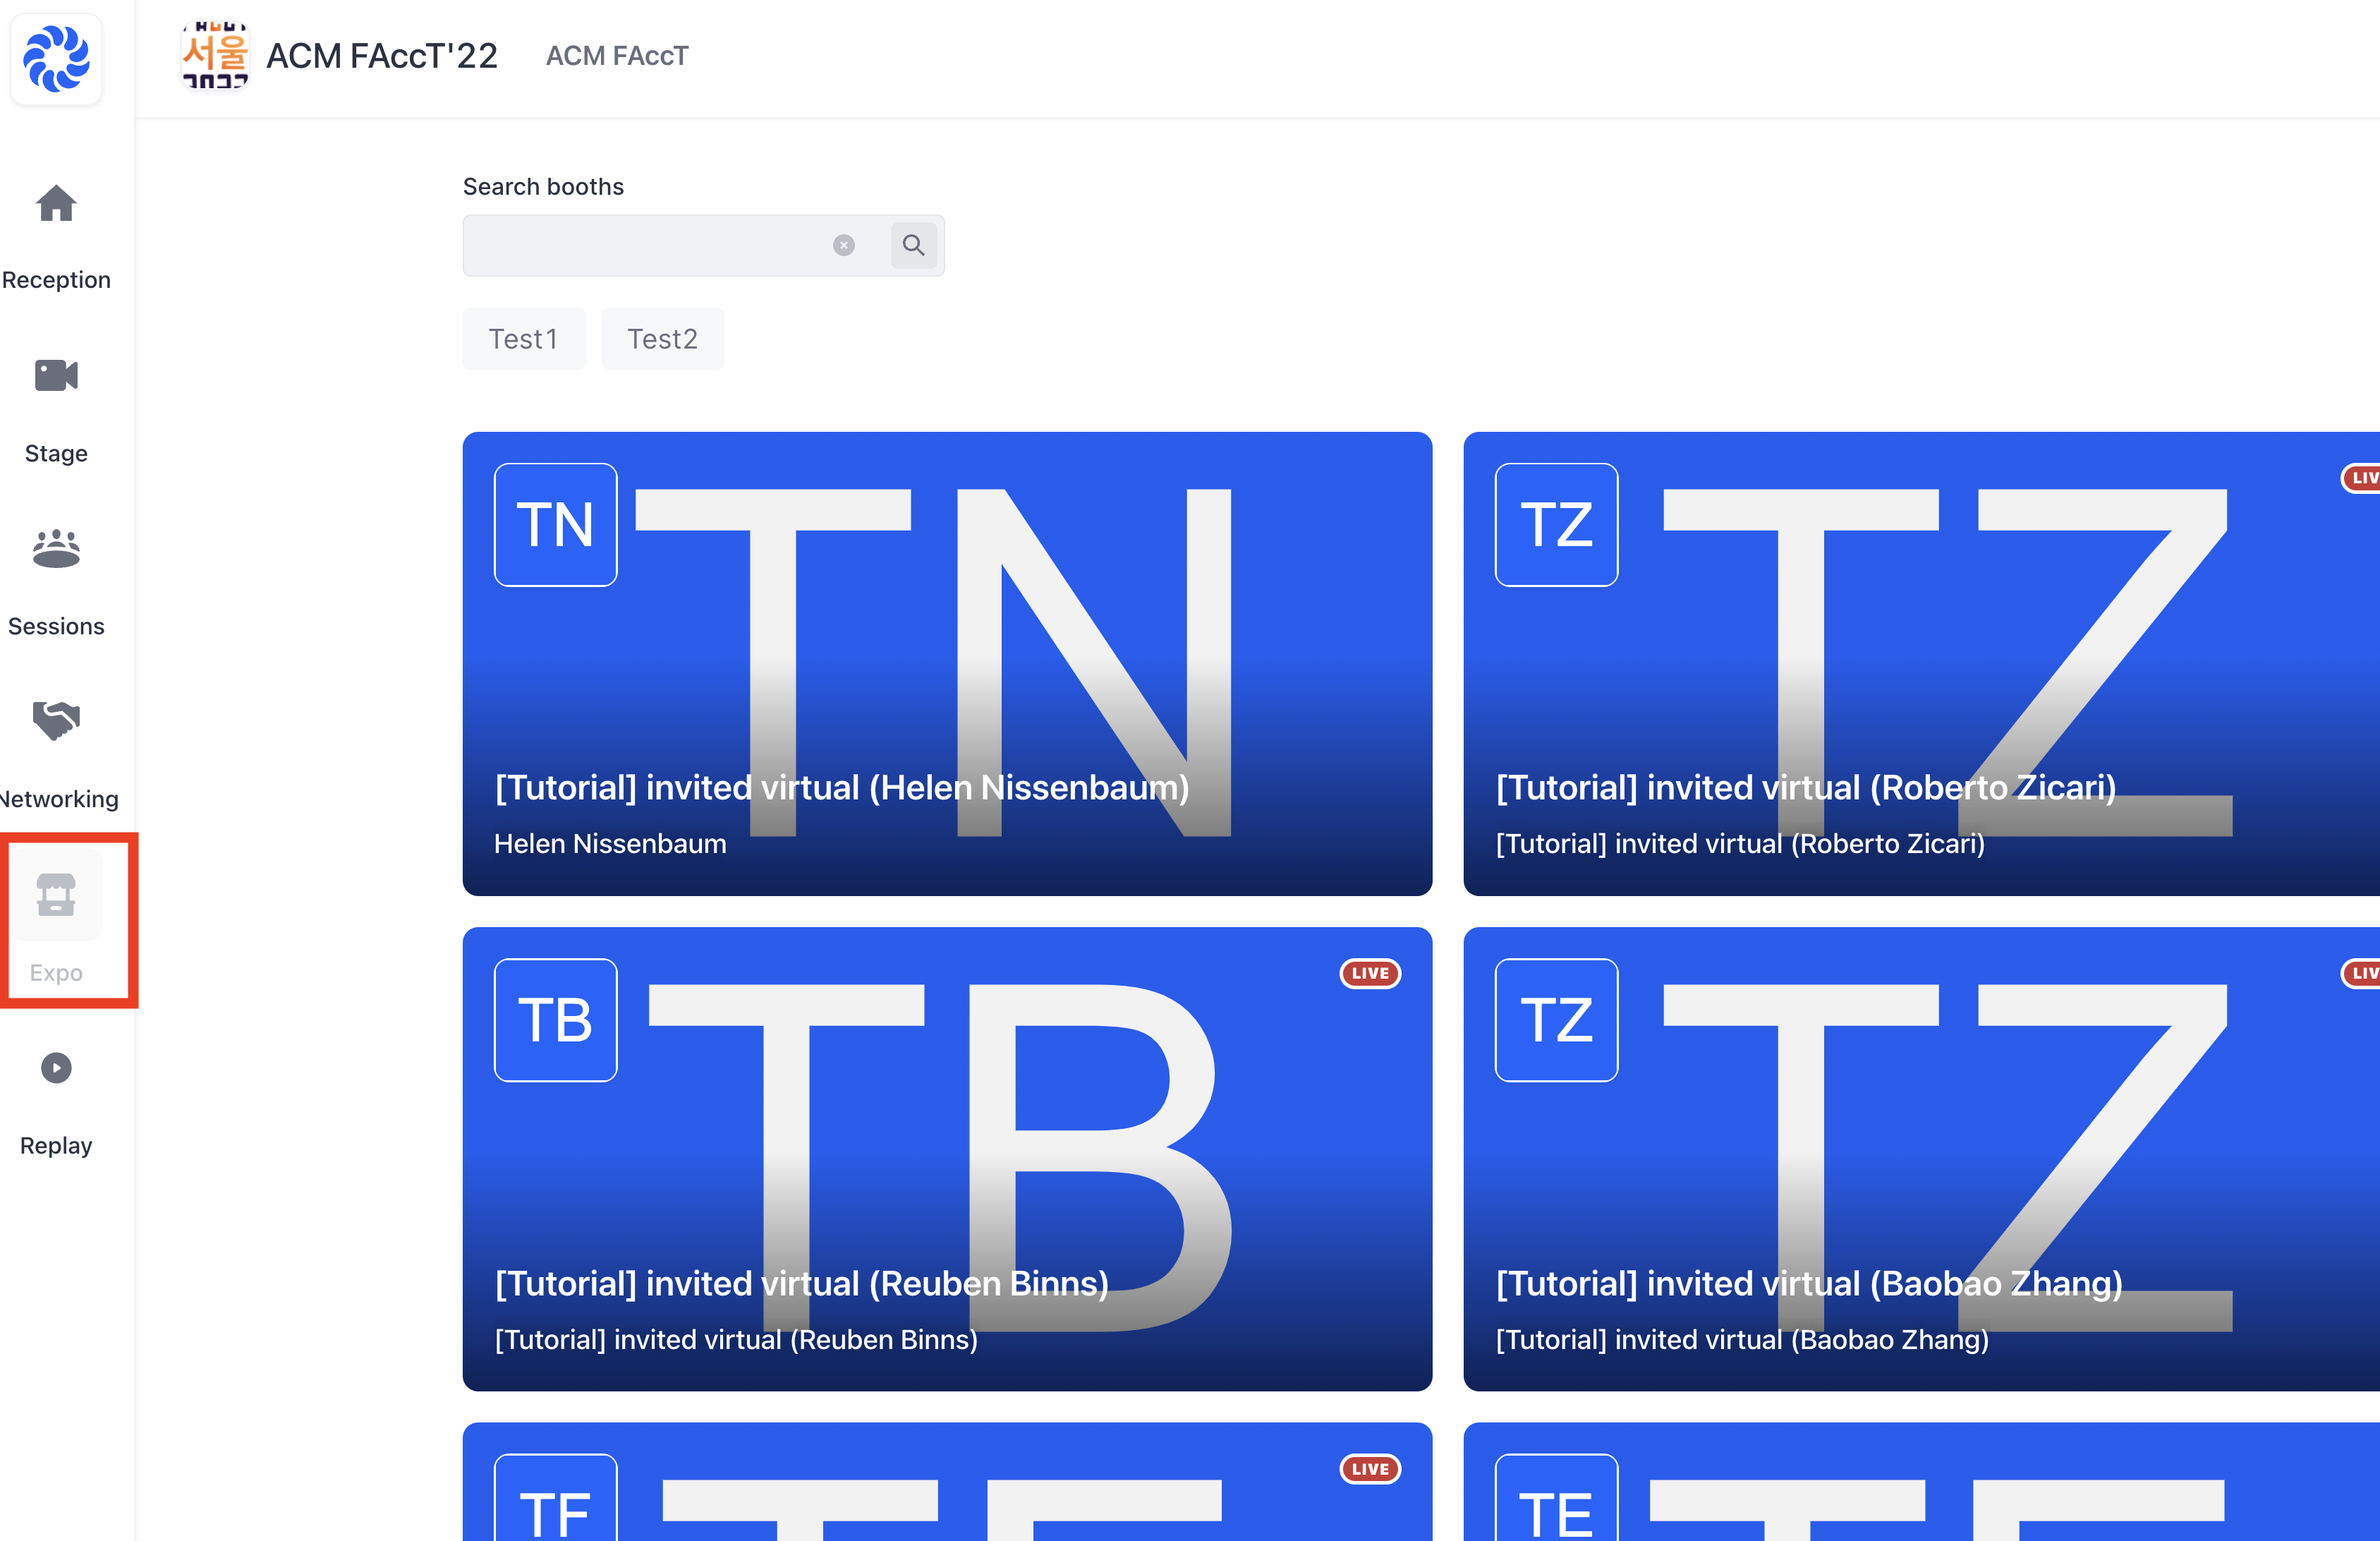 서울
ACM FAccT'22
ACM FAccT
Reception
Stage
Sessions
Networking
Expo
Replay
Search booths
Test1
Test2
TN
TN
[Tutorial] invited virtual (Helen Nissenbaum)
Helen Nissenbaum
TZ
TZ
[Tutorial] invited virtual (Roberto Zicari)
[Tutorial] invited virtual (Roberto Zicari)
TB
TB
LIVE
[Tutorial] invited virtual (Reuben Binns)
[Tutorial] invited virtual (Reuben Binns)
TZ
TZ
[Tutorial] invited virtual (Baobao Zhang)
[Tutorial] invited virtual (Baobao Zhang)
TF
LIVE
TE